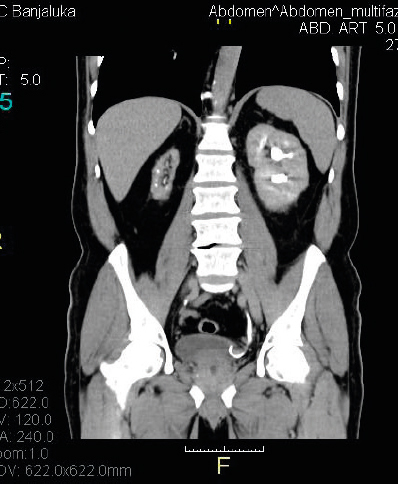 C Banjaluka
Abdomen^Abdomen_multifaz
ABD ART 5.0
27
P:
T: 5.0
5
R
2x512
D:622.0
V: 120.0
A: 240.0
oom:1.0
OV: 622.0x622.0mm
F